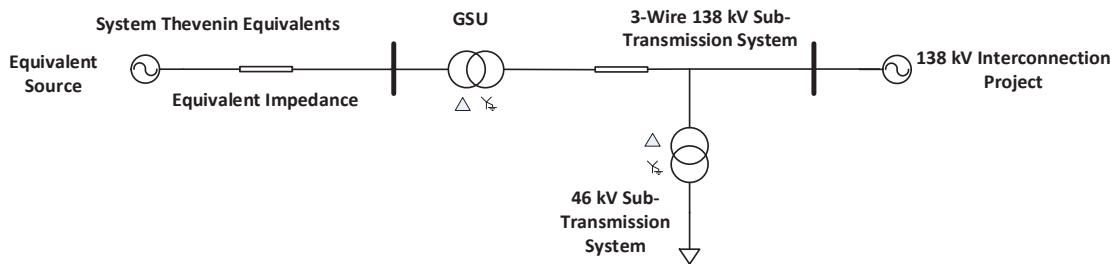 System Thevenin Equivalents
GSU
3-Wire 138 kV Sub-
Transmission System
Equivalent
Source
138 kV Interconnection
Project
Equivalent Impedance
46 kV Sub-
Transmission
System